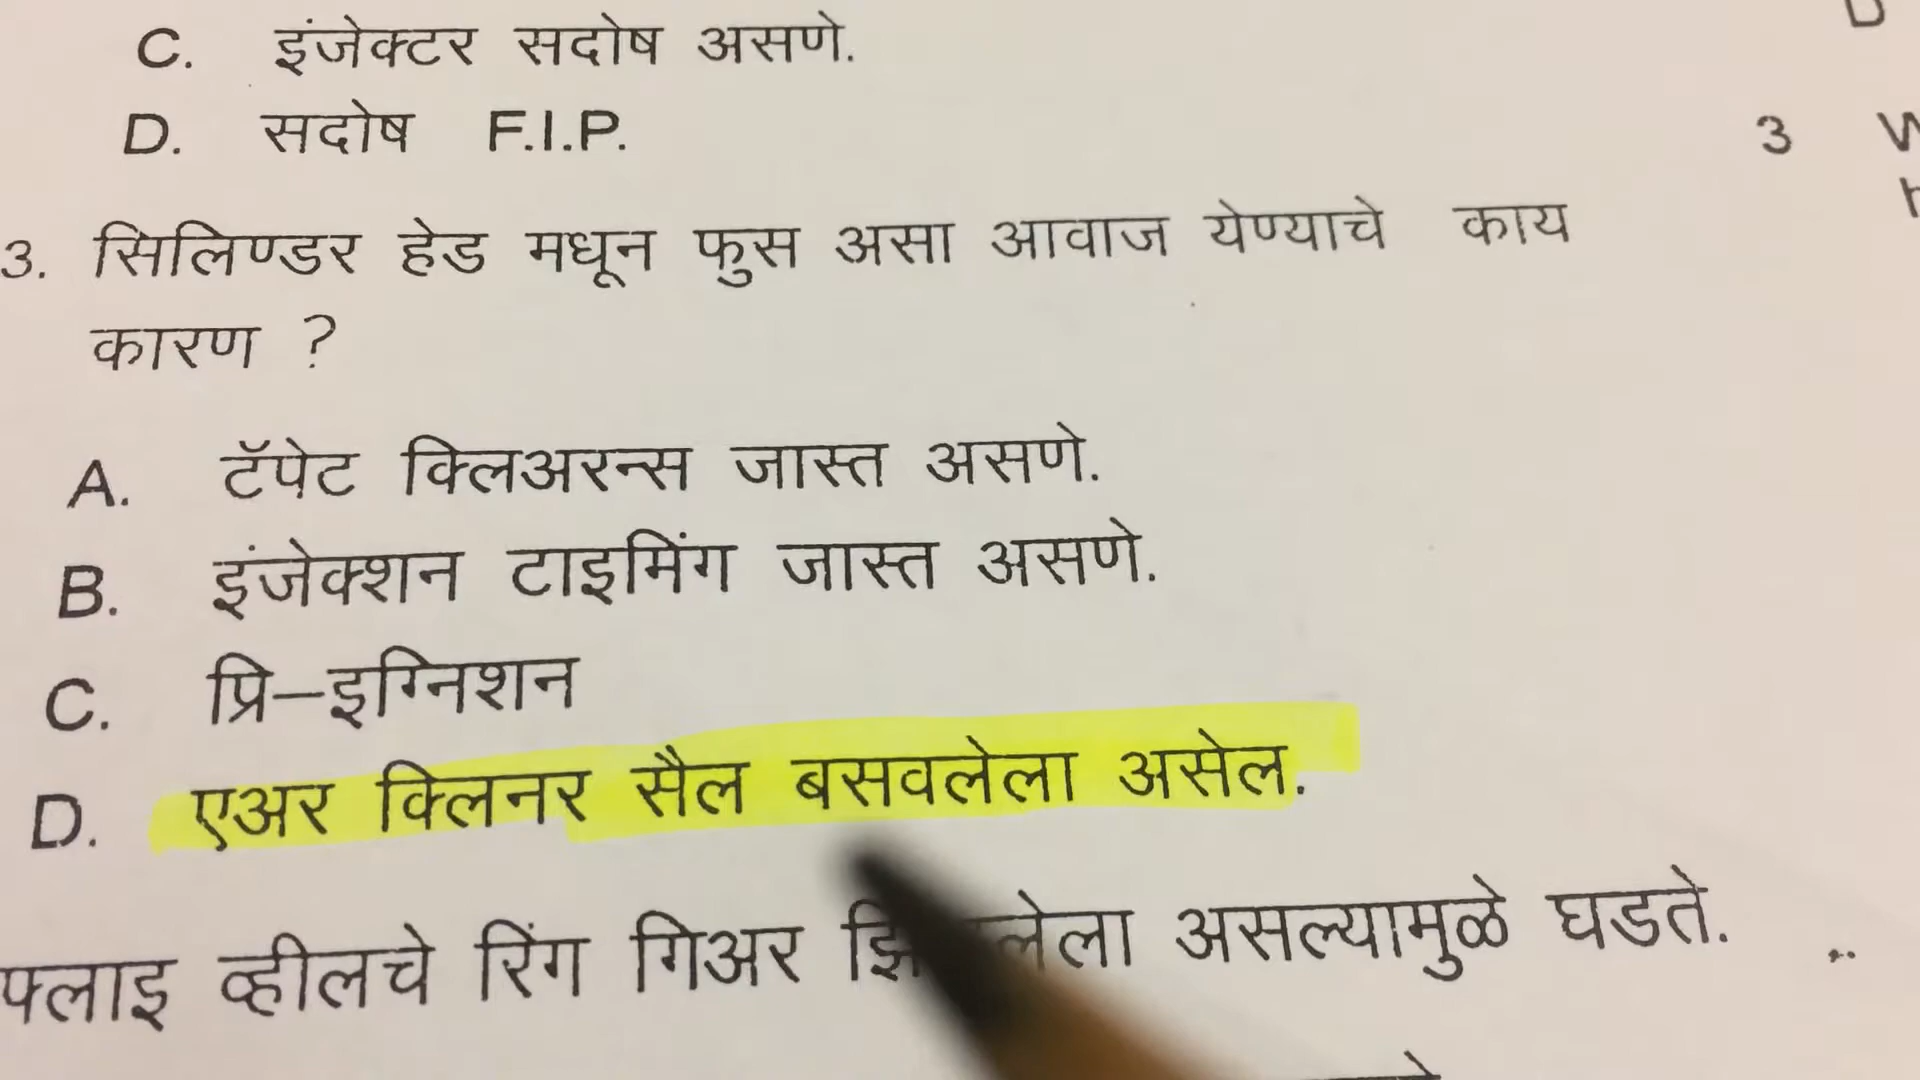 C. इंजेक्टर सदोष असणे.
D. सदोष F.I.P.
3
3. सिलिण्डर हेड मधून फुस असा आवाज येण्याचे काय
कारण ?
A. टॅपेट क्लिअरन्स जास्त असणे.
B. इंजेक्शन टाइमिंग जास्त असणे.
C. प्रि–इग्निशन
D. एअर क्लिनर सैल बसवलेला असेल.
फ्लाइ व्हीलचे रिंग गिअर असल्यामुळे घडते.